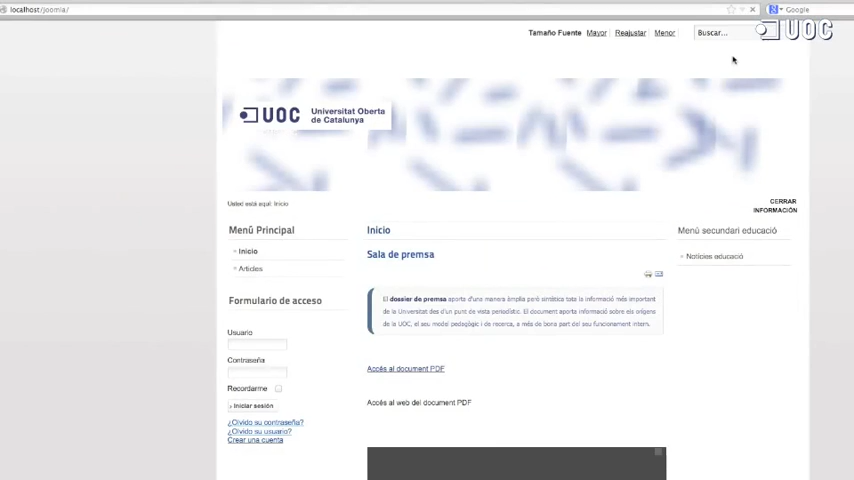 localhost/joomla/
Google
Tamaño Fuente Mayor Reajustar Menor
Buscar...
UOC
UOC Universitat Oberta
de Catalunya
Usted está aquí: Inicio
CERRAR
INFORMACIÓN
Menú Principal
Inicio
Articles
Formulario de acceso
Usuario
Contraseña
Recordarme
Iniciar sesión
¿Olvido su contraseña?
¿Olvido su usuario?
Crear una cuenta
Inicio
Sala de premsa
El dossier de premsa aporta d'una manera àmplia però sintètica tota la informació més important
de la Universitat des d'un punt de vista periodístic. El document aporta informació sobre els orígens
de la UOC, el seu model pedagògic i de recerca, a més de bona part del seu funcionament intern.
Accés al document PDF
Accés al web del document PDF
Menú secundari educació
Notícies educació